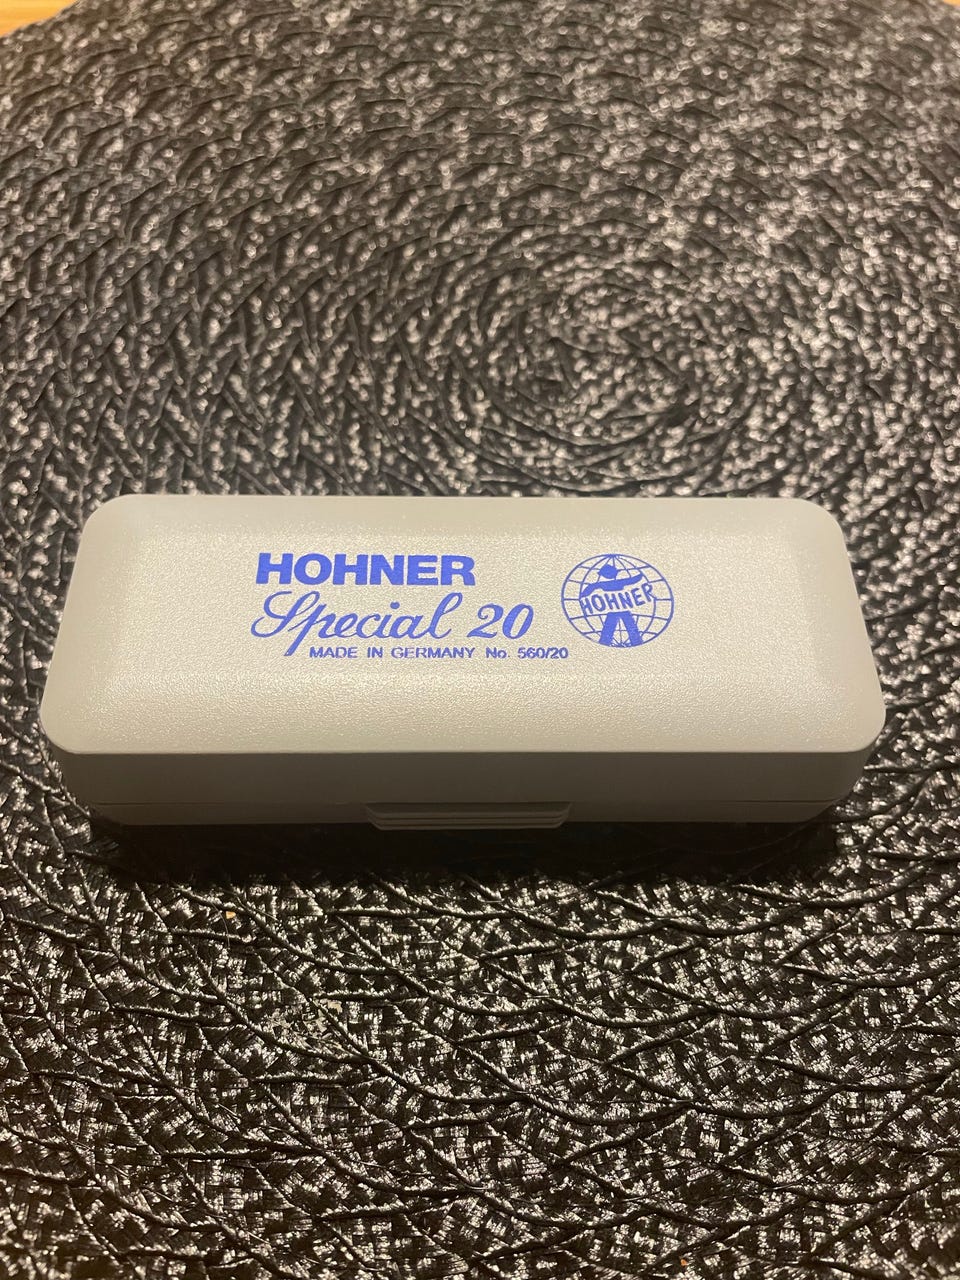 HOHNER
Special 20
MADE IN GERMANY No. 560/20
HOHNER